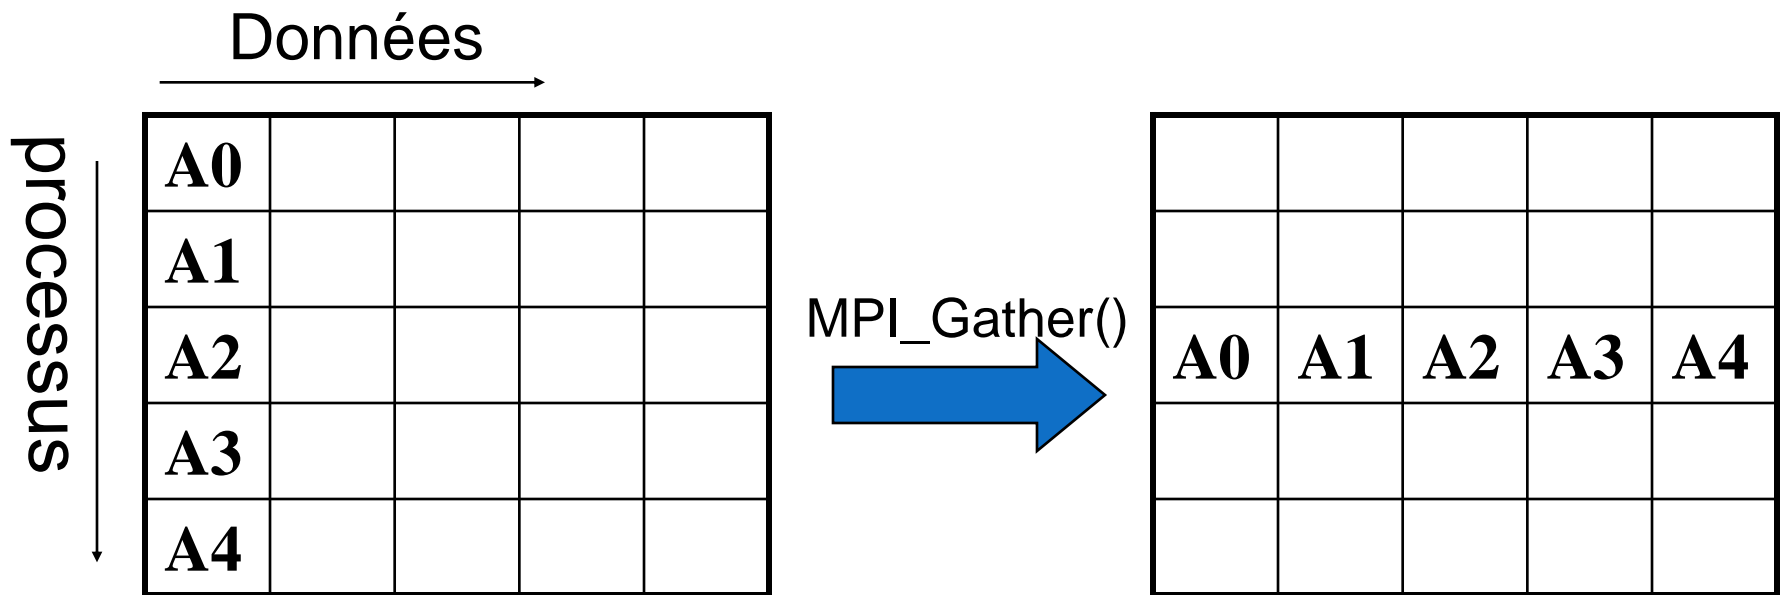 Données
processus
A0
A1
A2
A3
A4
MPI_Gather()
A0 A1 A2 A3 A4